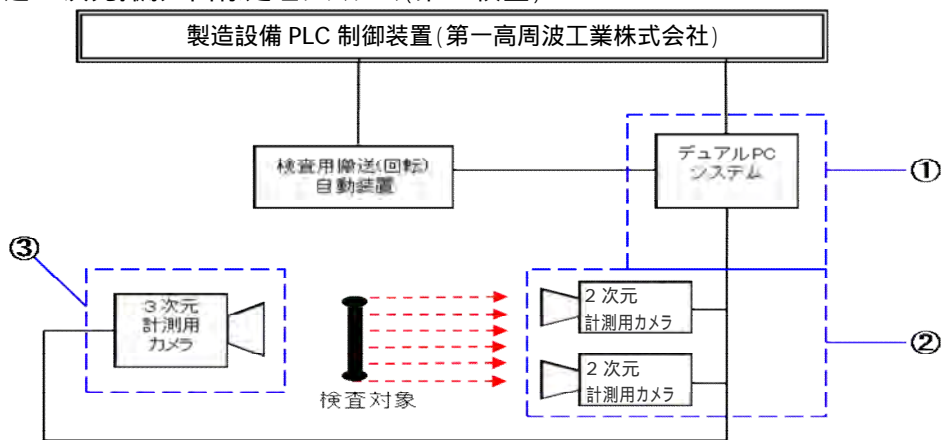 製造設備 PLC 制御装置(第一高周波工業株式会社)
検査用搬送(回転)
自動装置
デュアルPC
システム
①
③
3次元
計測用
カメラ
2次元
計測用カメラ
2次元
計測用カメラ
②
検査対象